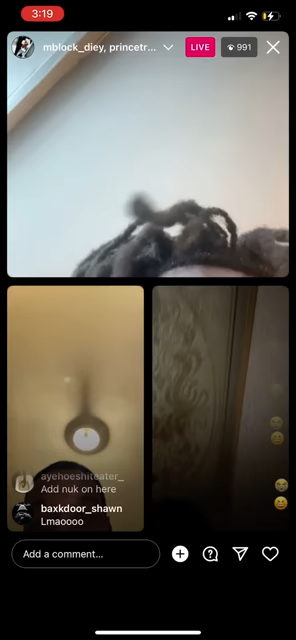 3:19
mblock_diey, princetr...
LIVE
991
ayehoeshiteater_
Add nuk on here
baxkdoor_shawn
Lmaoooo
Add a comment...